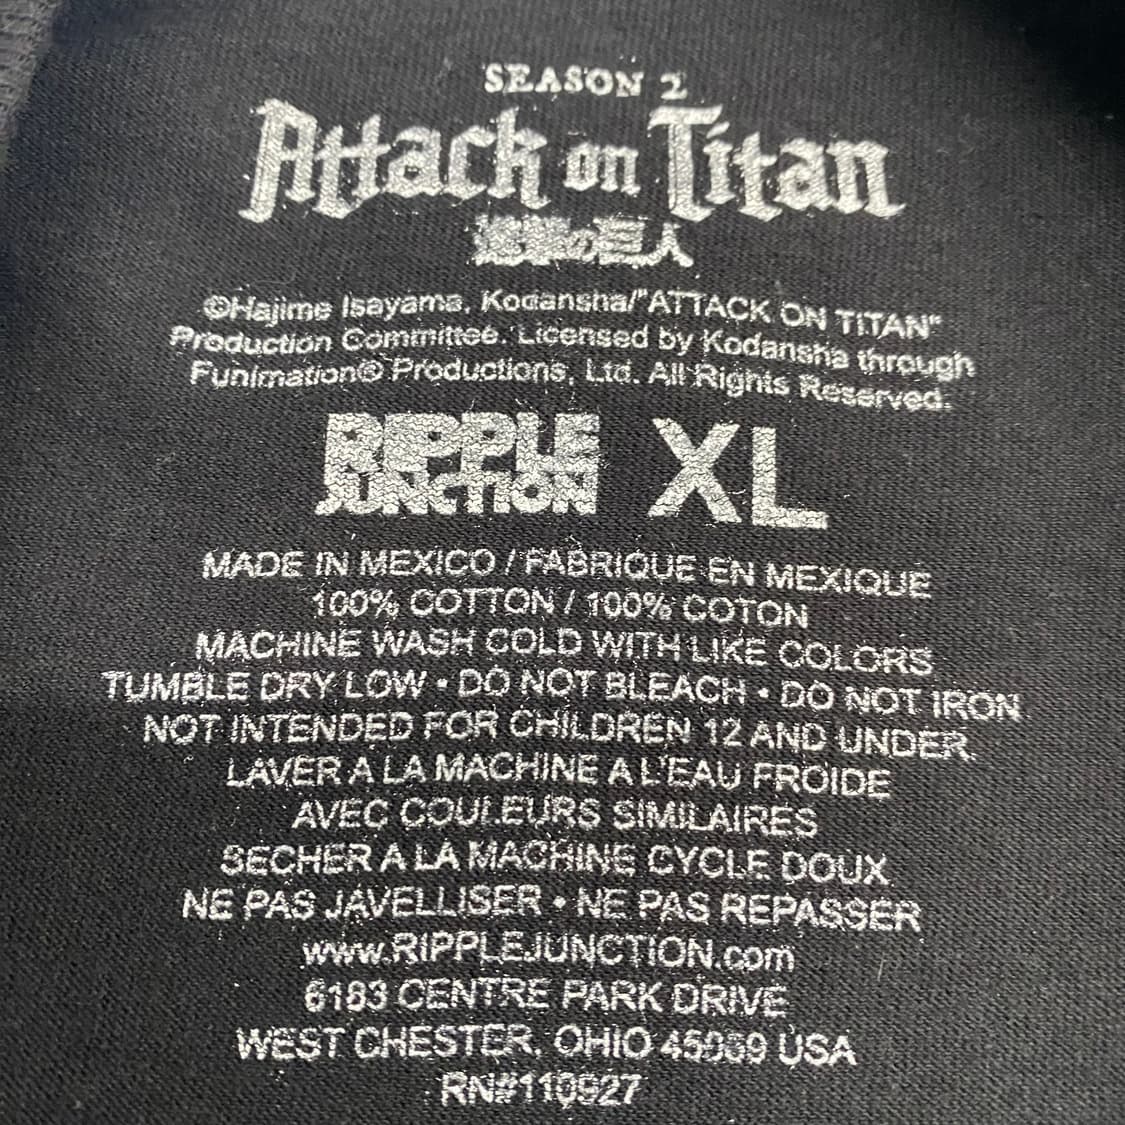 SEASON 2
Attack on Titan
進撃の巨人
©Hajime Isayama, Kodansha/"ATTACK ON TITAN"
Production Committee. Licensed by Kodansha through
Funimation® Productions, Ltd. All Rights Reserved.
RIPPLE JUNCTION XL
MADE IN MEXICO / FABRIQUE EN MEXIQUE
100% COTTON / 100% COTON
MACHINE WASH COLD WITH LIKE COLORS
TUMBLE DRY LOW • DO NOT BLEACH • DO NOT IRON
NOT INTENDED FOR CHILDREN 12 AND UNDER.
LAVER A LA MACHINE A L'EAU FROIDE
AVEC COULEURS SIMILAIRES
SECHER A LA MACHINE CYCLE DOUX
NE PAS JAVELLISER • NE PAS REPASSER
www.RIPPLEJUNCTION.com
6183 CENTRE PARK DRIVE
WEST CHESTER, OHIO 45069 USA
RN#110927